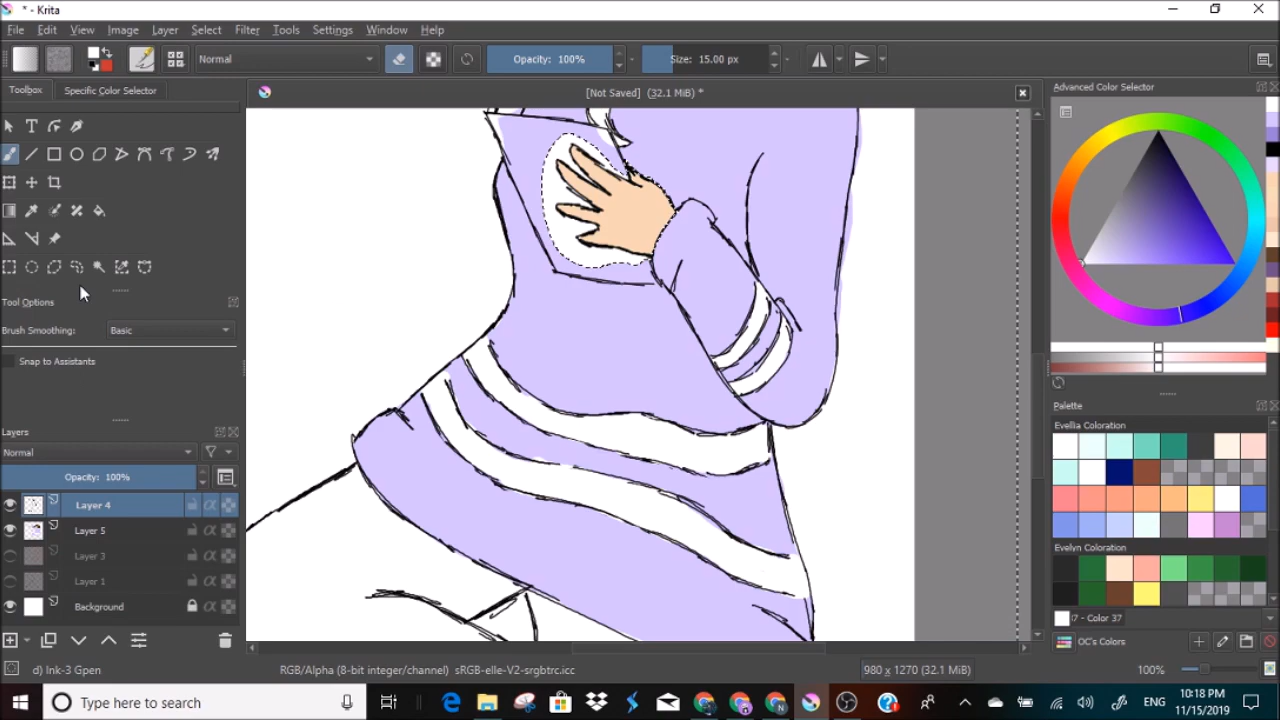 * - Krita
File Edit View Image Layer Select Filter Tools Settings Window Help
Normal Opacity: 100% Size: 15.00 px
Toolbox Specific Color Selector
[Not Saved] (32.1 MiB) *
Advanced Color Selector
Tool Options
Brush Smoothing: Basic
Snap to Assistants
Layers
Normal
Opacity: 100%
Layer 4
Layer 5
Layer 3
Layer 1
Background
Palette
Evellia Coloration
Evelyn Coloration
i7 - Color 37
OC's Colors
d) Ink-3 Gpen RGB/Alpha (8-bit integer/channel) sRGB-elle-V2-srgbtrc.icc 980 x 1270 (32.1 MiB) 100%
Type here to search
ENG
10:18 PM
11/15/2019